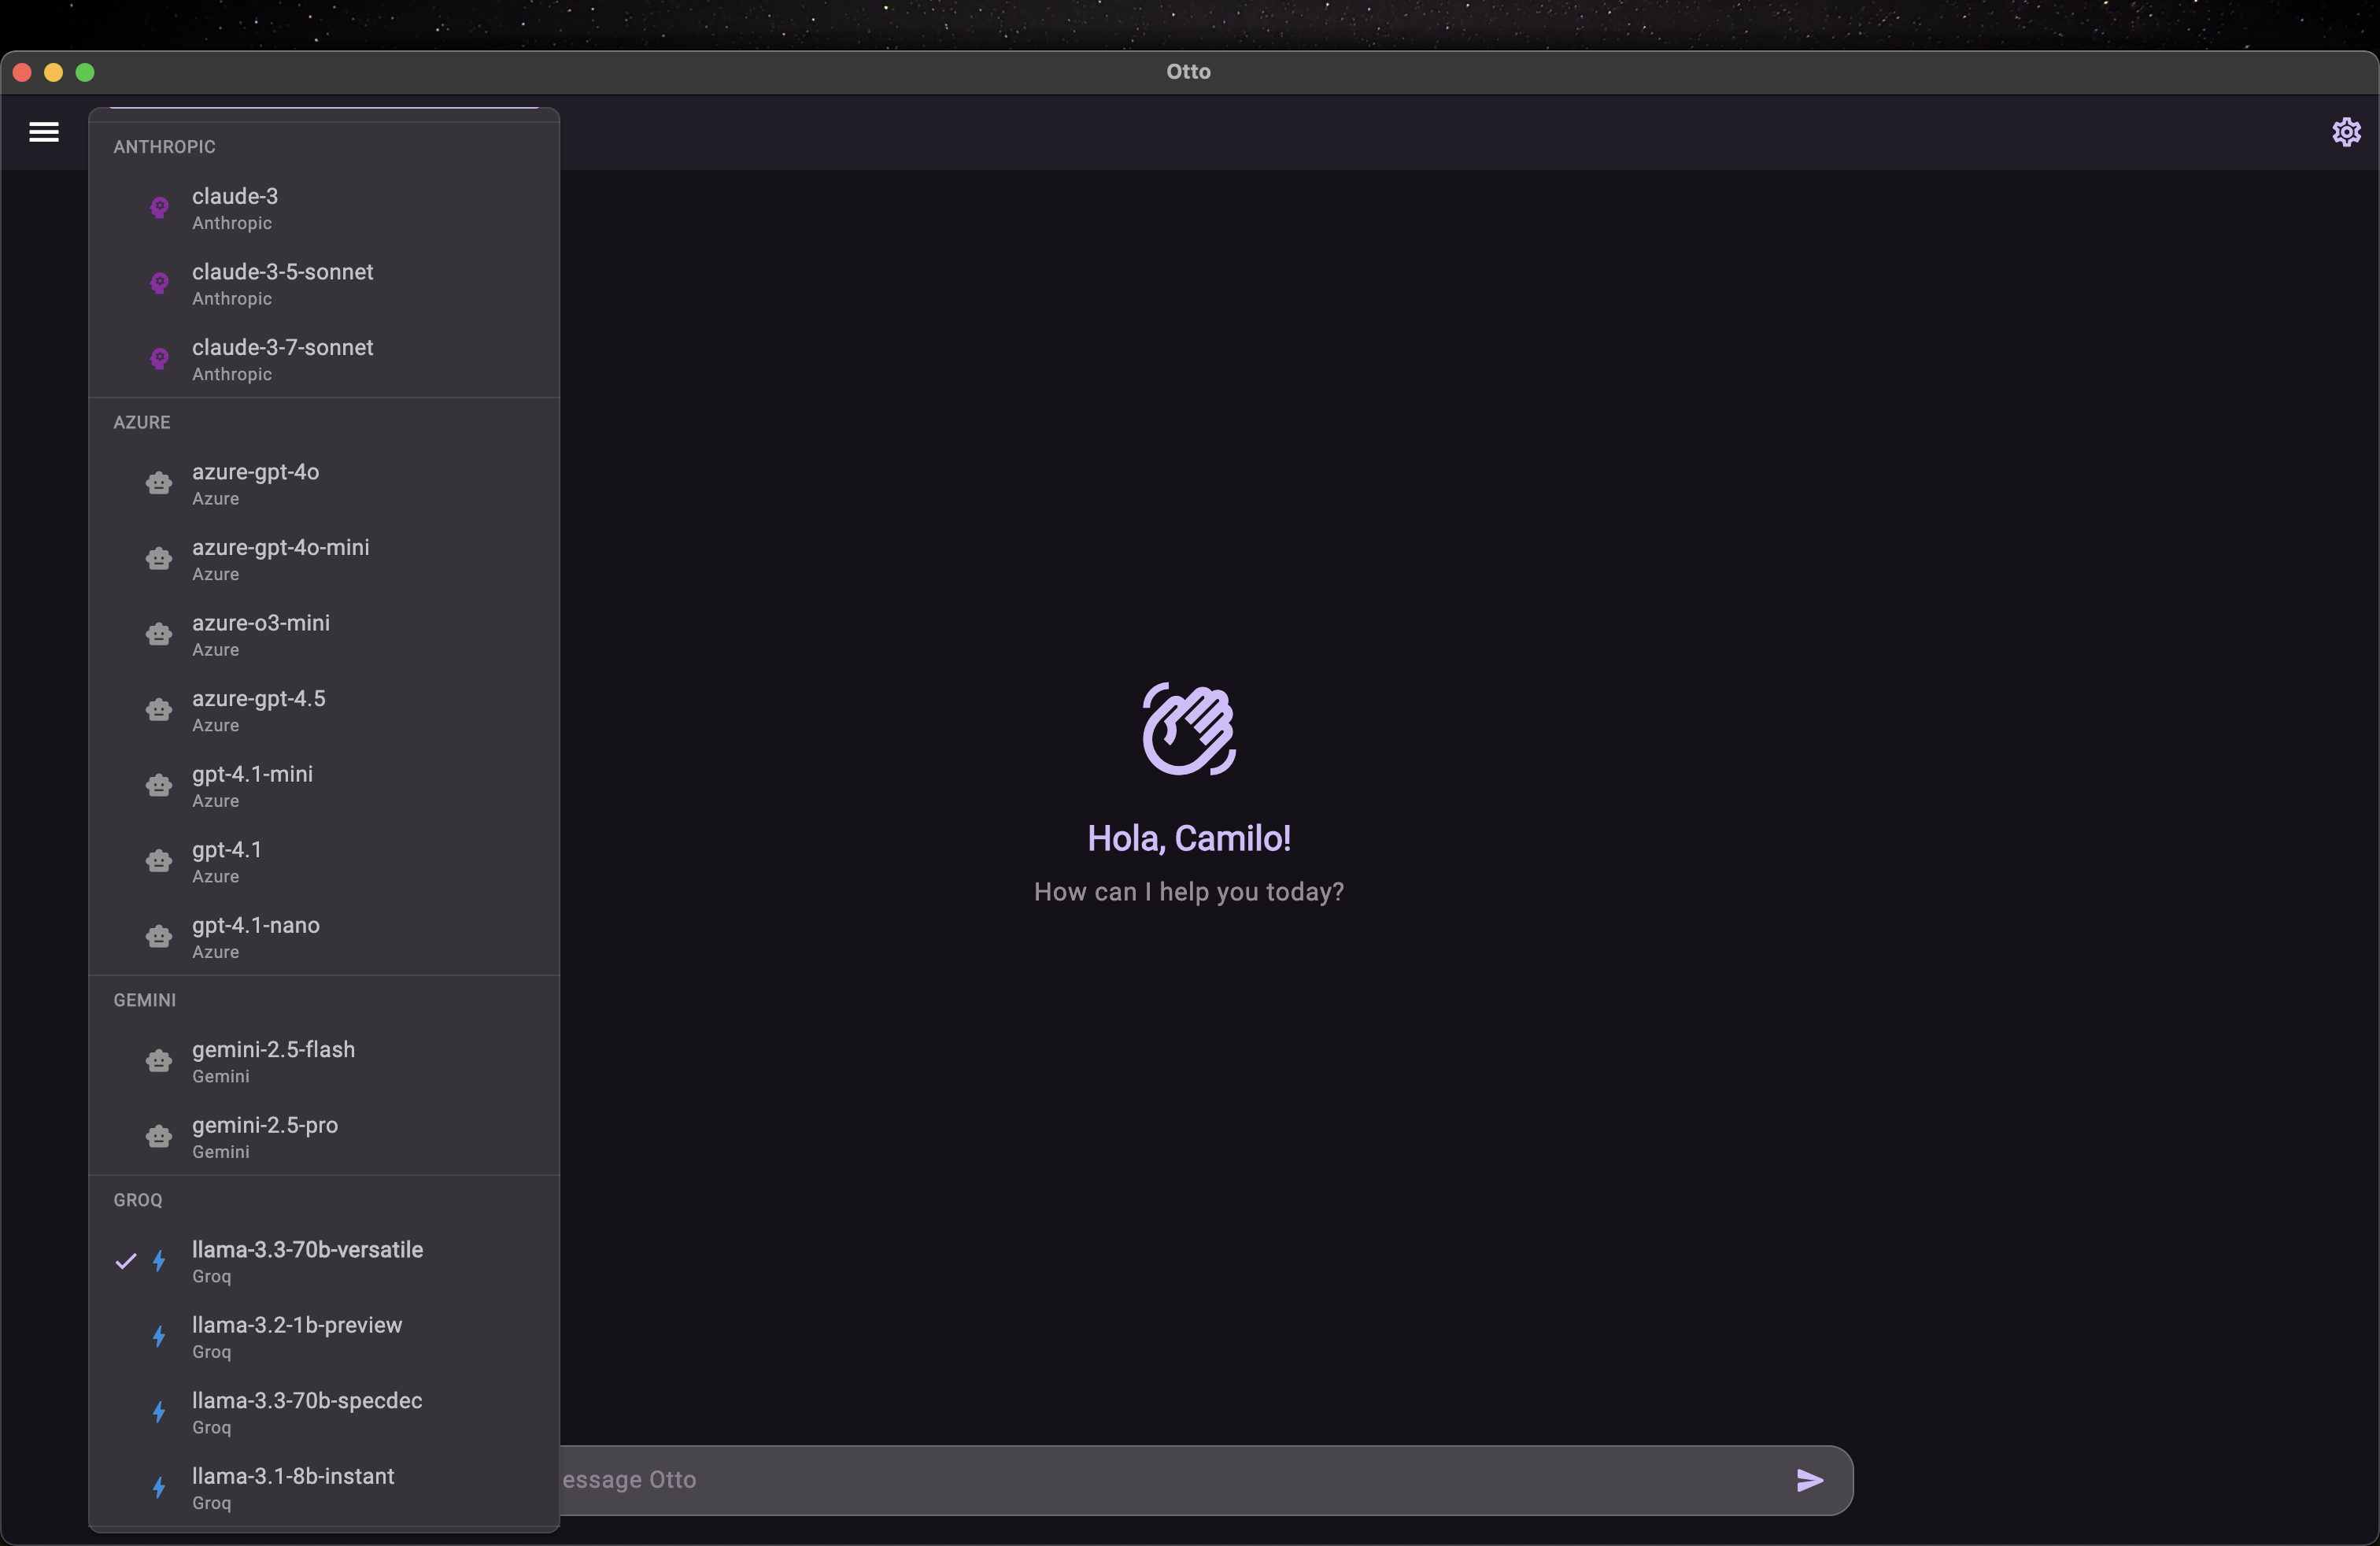 Otto
ANTHROPIC
claude-3
Anthropic
claude-3-5-sonnet
Anthropic
claude-3-7-sonnet
Anthropic
AZURE
azure-gpt-4o
Azure
azure-gpt-4o-mini
Azure
azure-o3-mini
Azure
azure-gpt-4.5
Azure
gpt-4.1-mini
Azure
gpt-4.1
Azure
gpt-4.1-nano
Azure
GEMINI
gemini-2.5-flash
Gemini
gemini-2.5-pro
Gemini
GROQ
llama-3.3-70b-versatile
Groq
llama-3.2-1b-preview
Groq
llama-3.3-70b-specdec
Groq
llama-3.1-8b-instant
Groq
Hola, Camilo!
How can I help you today?
essage Otto